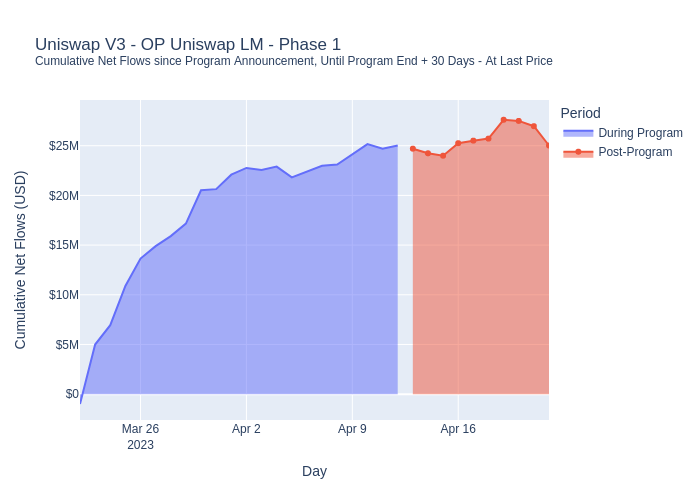 Uniswap V3 - OP Uniswap LM - Phase 1
Cumulative Net Flows since Program Announcement, Until Program End + 30 Days - At Last Price
Period
During Program
Post-Program
Cumulative Net Flows (USD)
$25M
$20M
$15M
$10M
$5M
$0
Mar 26
2023
Apr 2
Apr 9
Apr 16
Day